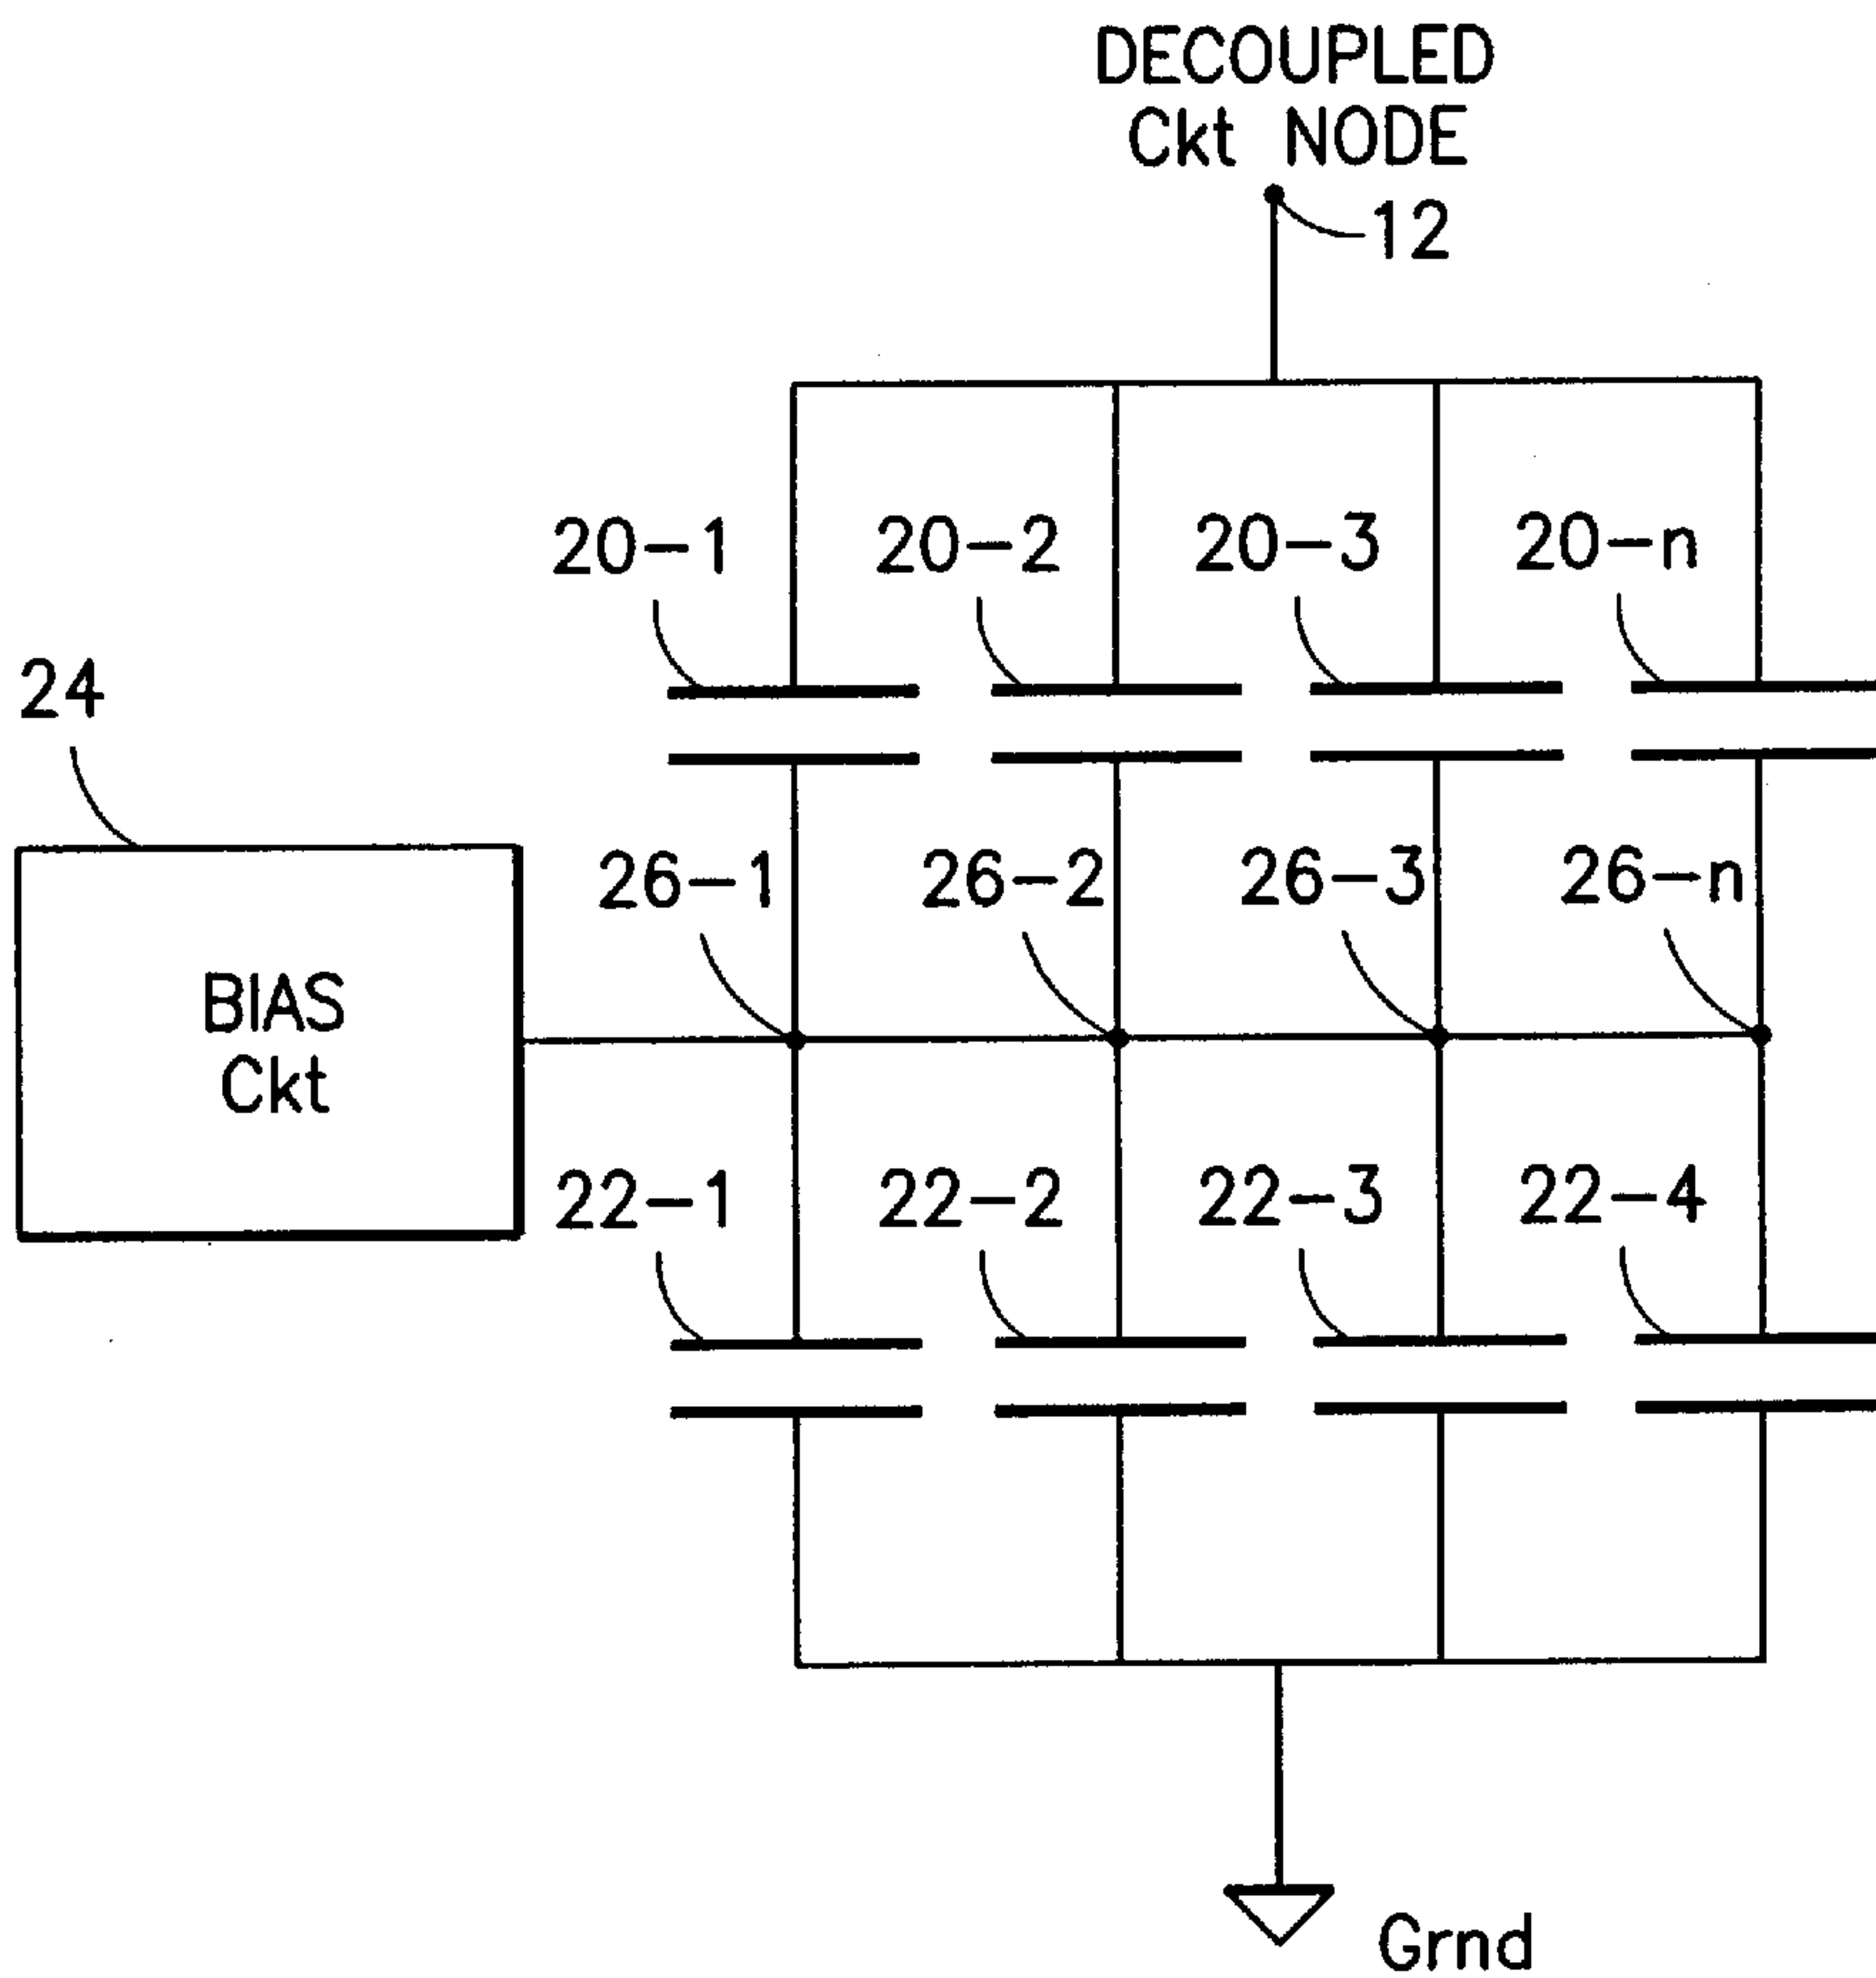 DECOUPLED
Ckt NODE
12
20-1 20-2 20-3 20-n
24
26-1 26-2 26-3 26-n
BIAS
Ckt
22-1 22-2 22-3 22-4
Grnd